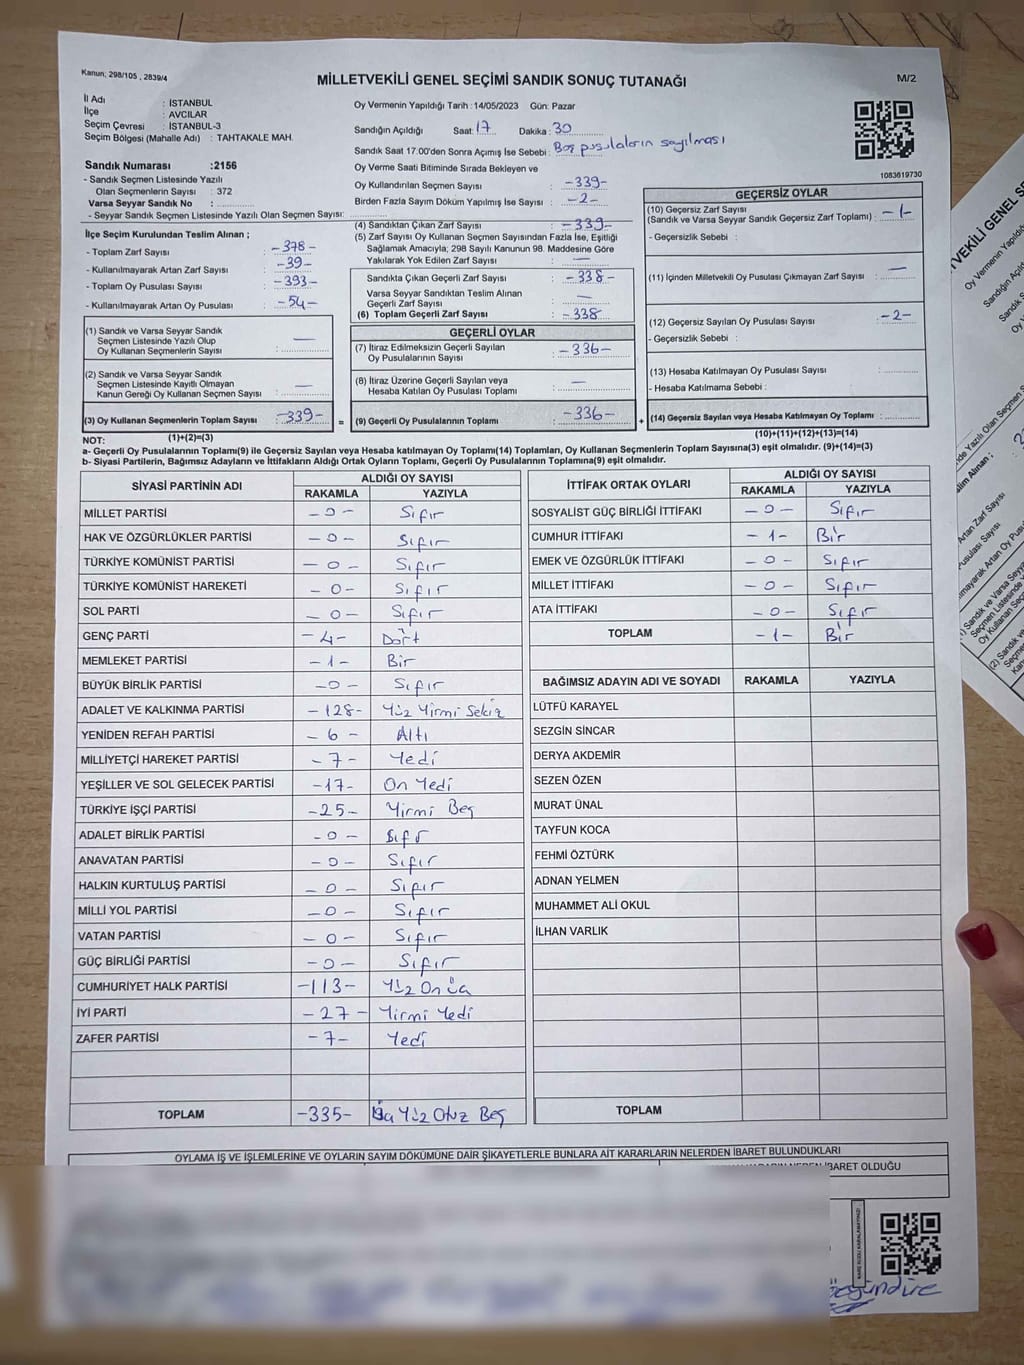 Kanun; 298/105 , 2839/4
MİLLETVEKİLİ GENEL SEÇİMİ SANDIK SONUÇ TUTANAĞI
M/2
İl Adı : İSTANBUL
İlçe : AVCILAR
Seçim Çevresi : İSTANBUL-3
Seçim Bölgesi (Mahalle Adı) : TAHTAKALE MAH.
Oy Vermenin Yapıldığı Tarih : 14/05/2023 Gün: Pazar
Sandığın Açıldığı Saat: 17 Dakika : 30
Sandık Saat 17:00'den Sonra Açımış İse Sebebi : Boş pusulaların sayılması
Sandık Numarası :2156
- Sandık Seçmen Listesinde Yazılı
Olan Seçmenlerin Sayısı : 372
Varsa Seyyar Sandık No :
- Seyyar Sandık Seçmen Listesinde Yazılı Olan Seçmen Sayısı:
Oy Verme Saati Bitiminde Sırada Bekleyen ve
Oy Kullandırılan Seçmen Sayısı : -339-
Birden Fazla Sayım Döküm Yapılmış İse Sayısı : -2-
1083619730
İlçe Seçim Kurulundan Teslim Alınan ;
- Toplam Zarf Sayısı : -378-
- Kullanılmayarak Artan Zarf Sayısı : -39-
- Toplam Oy Pusulası Sayısı : -393-
- Kullanılmayarak Artan Oy Pusulası : -54-
(4) Sandıktan Çıkan Zarf Sayısı : -339-
(5) Zarf Sayısı Oy Kullanan Seçmen Sayısından Fazla İse, Eşitliği
Sağlamak Amacıyla; 298 Sayılı Kanunun 98. Maddesine Göre
Yakılarak Yok Edilen Zarf Sayısı : —
Sandıkta Çıkan Geçerli Zarf Sayısı : -338-
Varsa Seyyar Sandıktan Teslim Alınan
Geçerli Zarf Sayısı : —
(6) Toplam Geçerli Zarf Sayısı : -338
GEÇERSİZ OYLAR
(10) Geçersiz Zarf Sayısı
(Sandık ve Varsa Seyyar Sandık Geçersiz Zarf Toplamı) : -1-
- Geçersizlik Sebebi :
(11) İçinden Milletvekili Oy Pusulası Çıkmayan Zarf Sayısı : —
(12) Geçersiz Sayılan Oy Pusulası Sayısı : -2-
- Geçersizlik Sebebi :
(13) Hesaba Katılmayan Oy Pusulası Sayısı :
- Hesaba Katılmama Sebebi :
(14) Geçersiz Sayılan veya Hesaba Katılmayan Oy Toplamı :
(10)+(11)+(12)+(13)=(14)
(1) Sandık ve Varsa Seyyar Sandık
Seçmen Listesinde Yazılı Olup
Oy Kullanan Seçmenlerin Sayısı : —
(2) Sandık ve Varsa Seyyar Sandık
Seçmen Listesinde Kayıtlı Olmayan
Kanun Gereği Oy Kullanan Seçmen Sayısı : —
(3) Oy Kullanan Seçmenlerin Toplam Sayısı : -339- =
(1)+(2)=(3)
GEÇERLİ OYLAR
(7) İtiraz Edilmeksizin Geçerli Sayılan
Oy Pusulalarının Sayısı : -336-
(8) İtiraz Üzerine Geçerli Sayılan veya
Hesaba Katılan Oy Pusulası Toplamı : —
(9) Geçerli Oy Pusulalarının Toplamı : -336- +
NOT:
a- Geçerli Oy Pusulalarının Toplamı(9) ile Geçersiz Sayılan veya Hesaba katılmayan Oy Toplamı(14) Toplamları, Oy Kullanan Seçmenlerin Toplam Sayısına(3) eşit olmalıdır. (9)+(14)=(3)
b- Siyasi Partilerin, Bağımsız Adayların ve İttifakların Aldığı Ortak Oyların Toplamı, Geçerli Oy Pusulalarının Toplamına(9) eşit olmalıdır.
SİYASİ PARTİNİN ADI ALDIĞI OY SAYISI
RAKAMLA YAZIYLA
MİLLET PARTİSİ -0- Sıfır
HAK VE ÖZGÜRLÜKLER PARTİSİ -0- Sıfır
TÜRKİYE KOMÜNİST PARTİSİ -0- Sıfır
TÜRKİYE KOMÜNİST HAREKETİ -0- Sıfır
SOL PARTİ -0- Sıfır
GENÇ PARTİ -4- Dört
MEMLEKET PARTİSİ -1- Bir
BÜYÜK BİRLİK PARTİSİ -0- Sıfır
ADALET VE KALKINMA PARTİSİ -128- Yüz Yirmi Sekiz
YENİDEN REFAH PARTİSİ -6- Altı
MİLLİYETÇİ HAREKET PARTİSİ -7- Yedi
YEŞİLLER VE SOL GELECEK PARTİSİ -17- On Yedi
TÜRKİYE İŞÇİ PARTİSİ -25- Yirmi Beş
ADALET BİRLİK PARTİSİ -0- Sıfır
ANAVATAN PARTİSİ -0- Sıfır
HALKIN KURTULUŞ PARTİSİ -0- Sıfır
MİLLİ YOL PARTİSİ -0- Sıfır
VATAN PARTİSİ -0- Sıfır
GÜÇ BİRLİĞİ PARTİSİ -0- Sıfır
CUMHURİYET HALK PARTİSİ -113- Yüz Onüç
İYİ PARTİ -27- Yirmi Yedi
ZAFER PARTİSİ -7- Yedi
TOPLAM -335- Üç Yüz Otuz Beş
İTTİFAK ORTAK OYLARI ALDIĞI OY SAYISI
RAKAMLA YAZIYLA
SOSYALİST GÜÇ BİRLİĞİ İTTİFAKI -0- Sıfır
CUMHUR İTTİFAKI -1- Bir
EMEK VE ÖZGÜRLÜK İTTİFAKI -0- Sıfır
MİLLET İTTİFAKI -0- Sıfır
ATA İTTİFAKI -0- Sıfır
TOPLAM -1- Bir
BAĞIMSIZ ADAYIN ADI VE SOYADI RAKAMLA YAZIYLA
LÜTFÜ KARAYEL
SEZGİN SİNCAR
DERYA AKDEMİR
SEZEN ÖZEN
MURAT ÜNAL
TAYFUN KOCA
FEHMİ ÖZTÜRK
ADNAN YELMEN
MUHAMMET ALİ OKUL
İLHAN VARLIK
TOPLAM
OYLAMA İŞ VE İŞLEMLERİNE VE OYLARIN SAYIM DÖKÜMÜNE DAİR ŞİKAYETLERLE BUNLARA AİT KARARLARIN NELERDEN İBARET BULUNDUKLARI
İBARET OLDUĞU